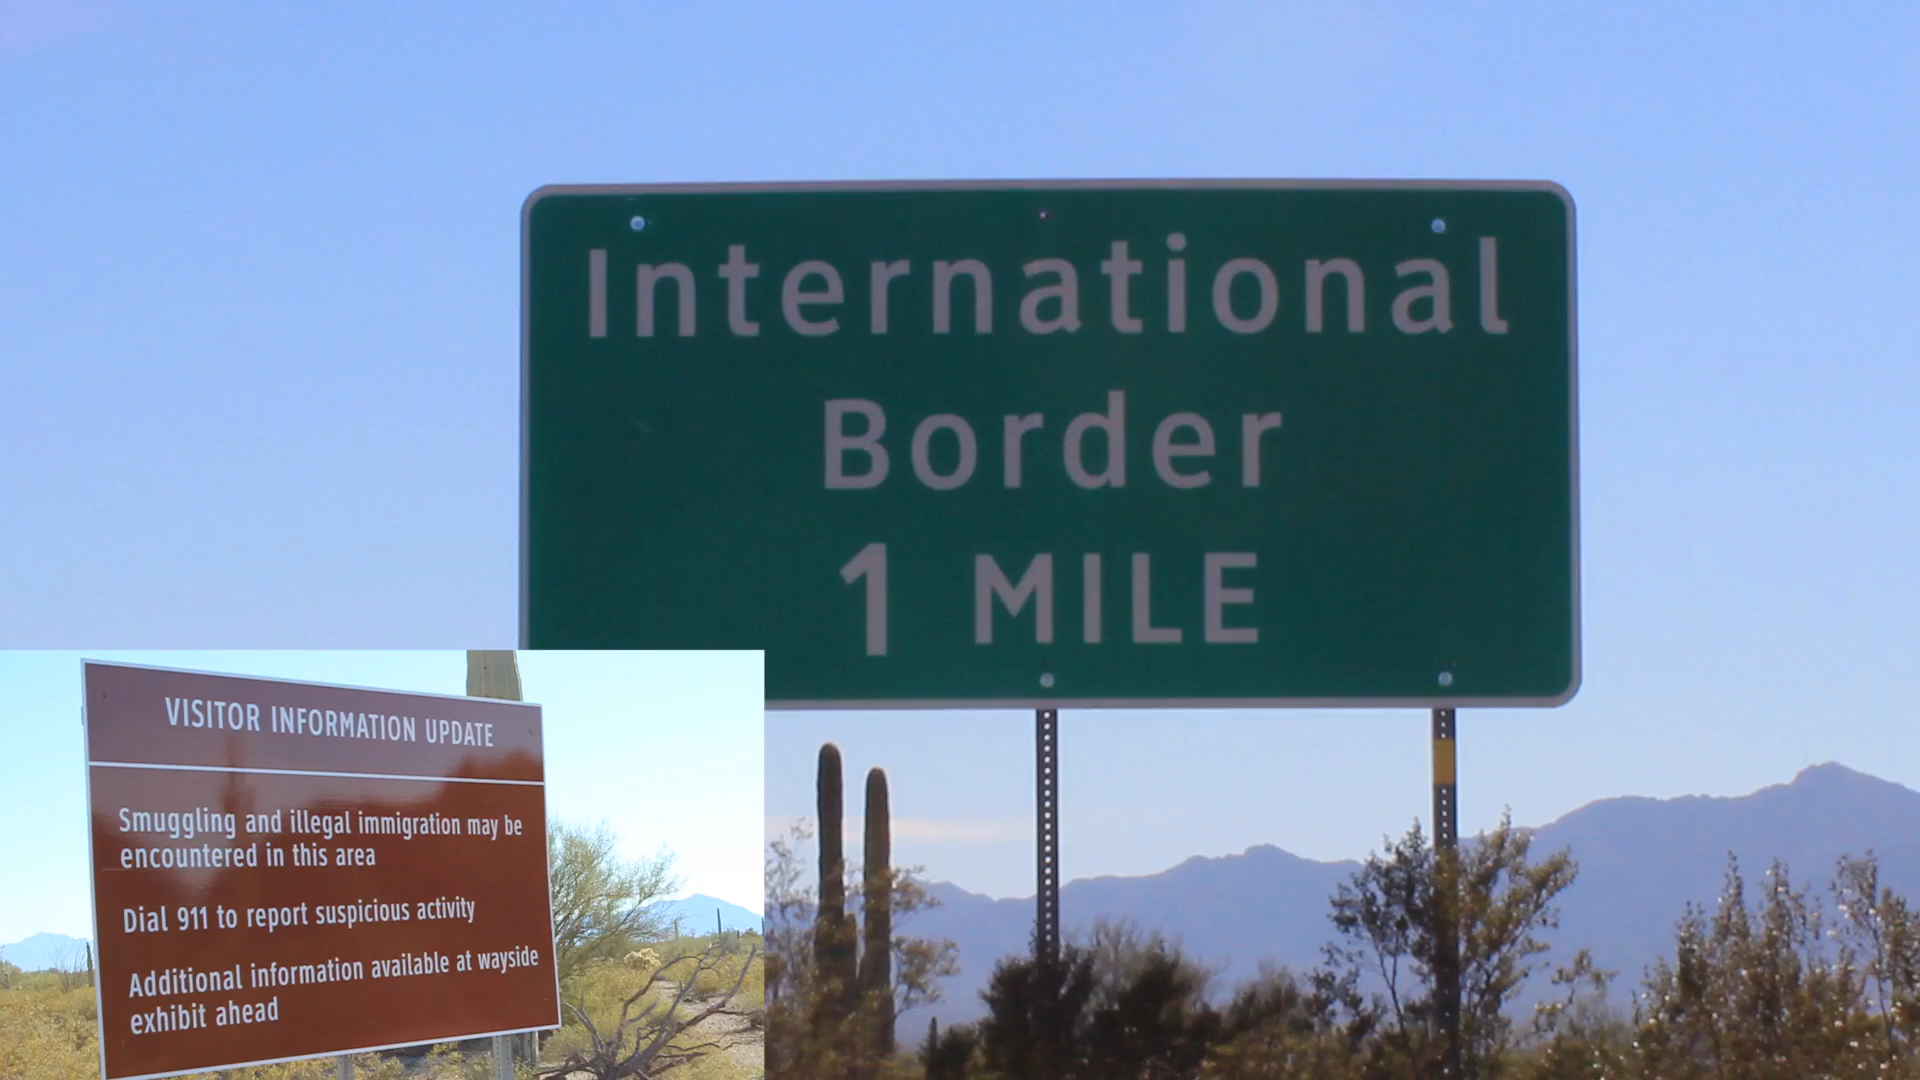 International
Border
1 MILE
VISITOR INFORMATION UPDATE
Smuggling and illegal immigration may be
encountered in this area
Dial 911 to report suspicious activity
Additional information available at wayside
exhibit ahead